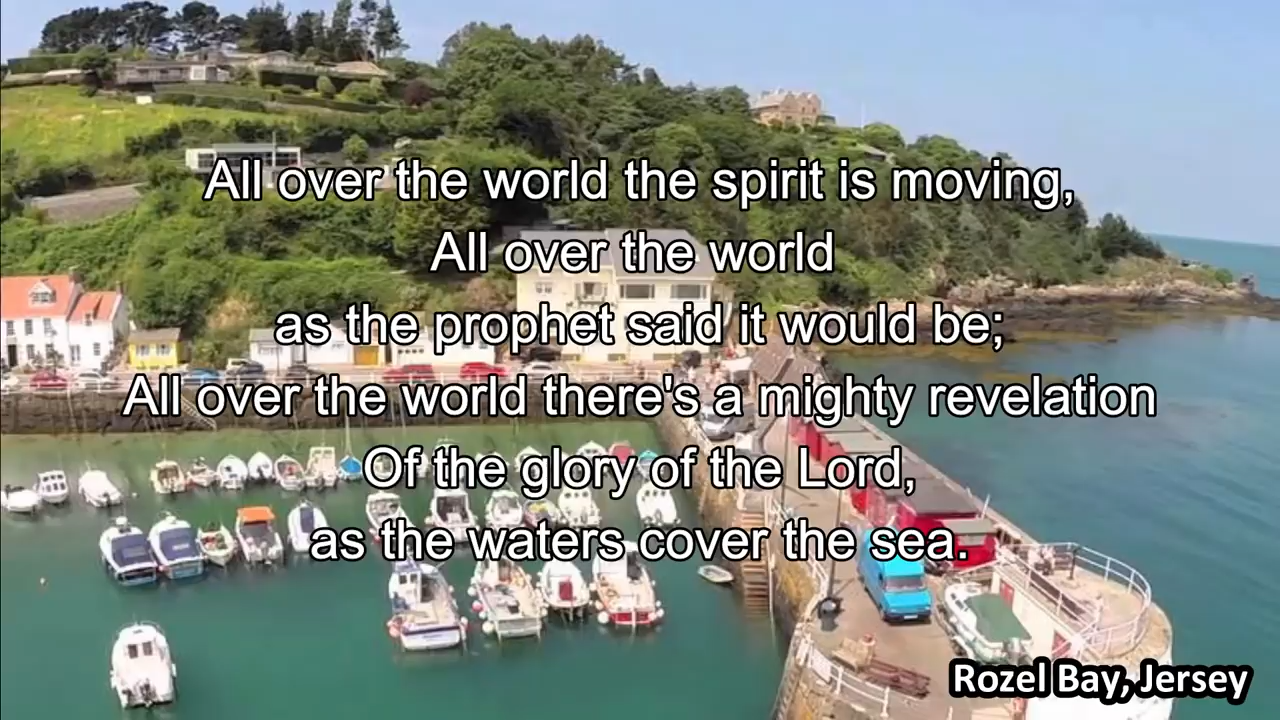 All over the world the spirit is moving,
All over the world
as the prophet said it would be;
All over the world there's a mighty revelation
Of the glory of the Lord,
as the waters cover the sea.
Rozel Bay, Jersey